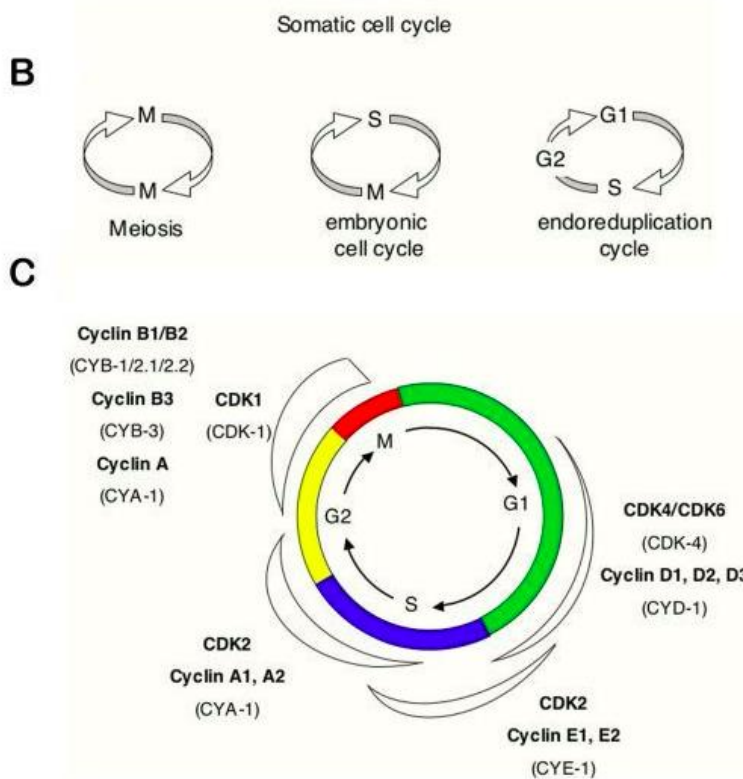 Somatic cell cycle
B
M
M
Meiosis
S
M
embryonic
cell cycle
G1
G2
S
endoreduplication
cycle
C
Cyclin B1/B2
(CYB-1/2.1/2.2)
Cyclin B3
(CYB-3)
Cyclin A
(CYA-1)
CDK1
(CDK-1)
M
G1
G2
S
CDK4/CDK6
(CDK-4)
Cyclin D1, D2, D3
(CYD-1)
CDK2
Cyclin A1, A2
(CYA-1)
CDK2
Cyclin E1, E2
(CYE-1)